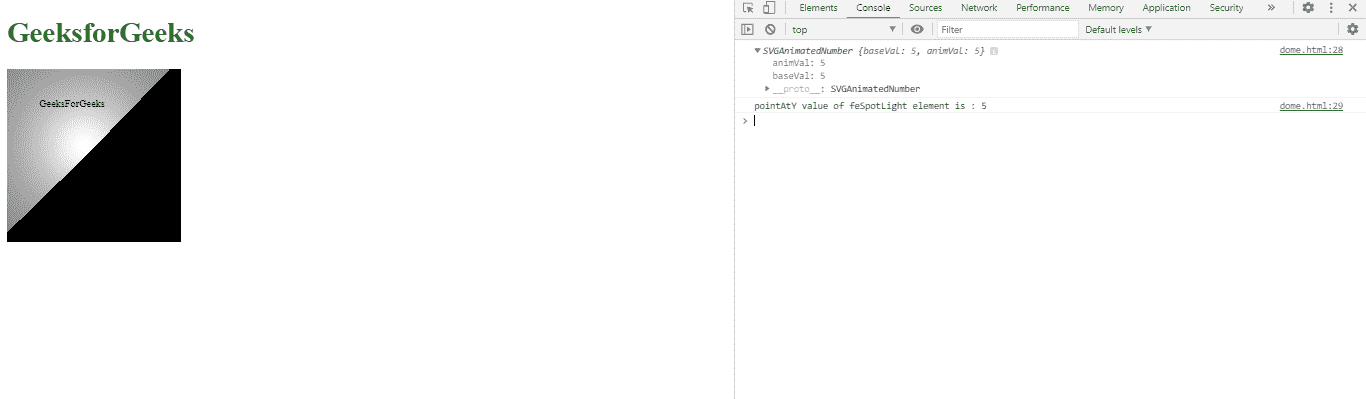 GeeksforGeeks
GeeksForGeeks
Elements Console Sources Network Performance Memory Application Security »
top Filter Default levels
SVGAnimatedNumber {baseVal: 5, animVal: 5} dome.html:28
animVal: 5
baseVal: 5
__proto__: SVGAnimatedNumber
pointAtY value of feSpotLight element is : 5 dome.html:29